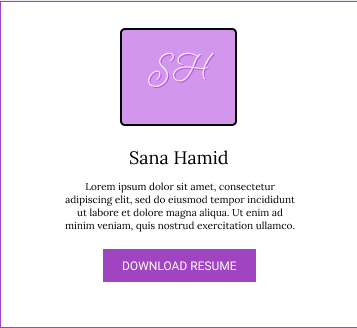 SH
Sana Hamid
Lorem ipsum dolor sit amet, consectetur
adipiscing elit, sed do eiusmod tempor incididunt
ut labore et dolore magna aliqua. Ut enim ad
minim veniam, quis nostrud exercitation ullamco.
DOWNLOAD RESUME